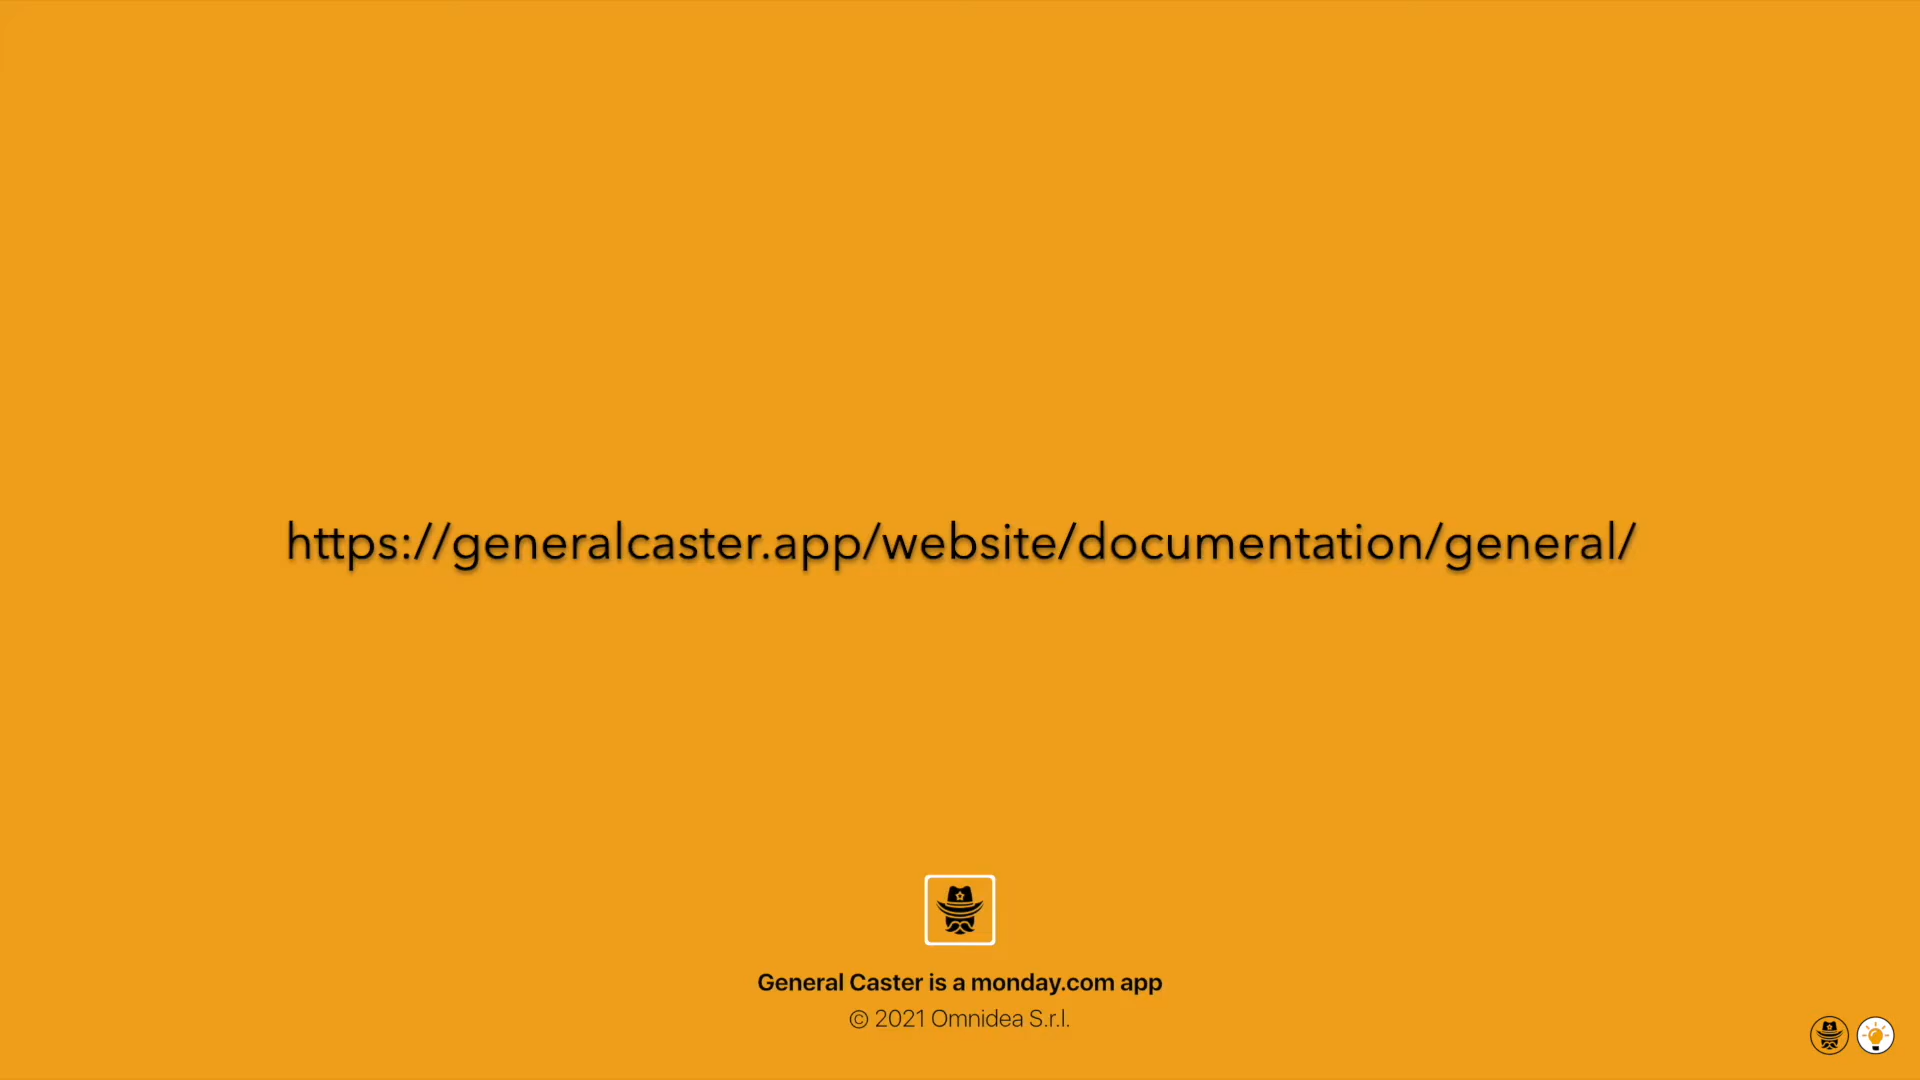 https://generalcaster.app/website/documentation/general/
General Caster is a monday.com app
© 2021 Omnidea S.r.l.